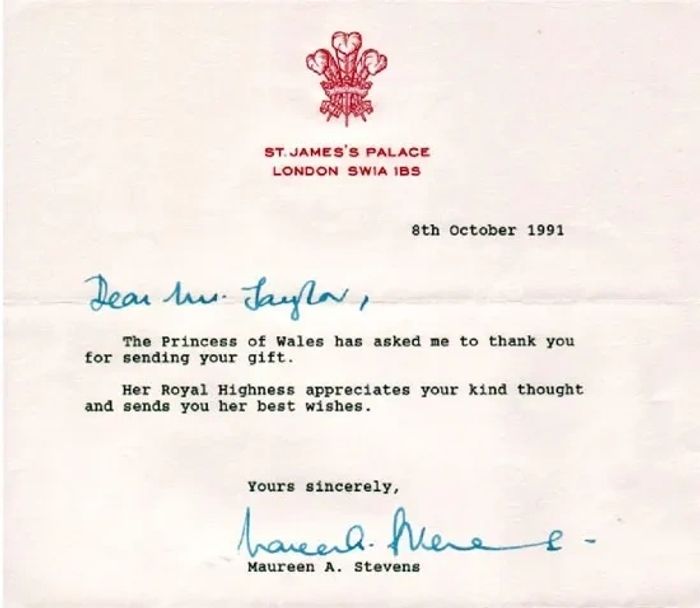 ST. JAMES'S PALACE
LONDON SW1A 1BS
8th October 1991
Dear Mr. Taylor,
The Princess of Wales has asked me to thank you
for sending your gift.
Her Royal Highness appreciates your kind thought
and sends you her best wishes.
Yours sincerely,
Maureen A. Stevens
Maureen A. Stevens